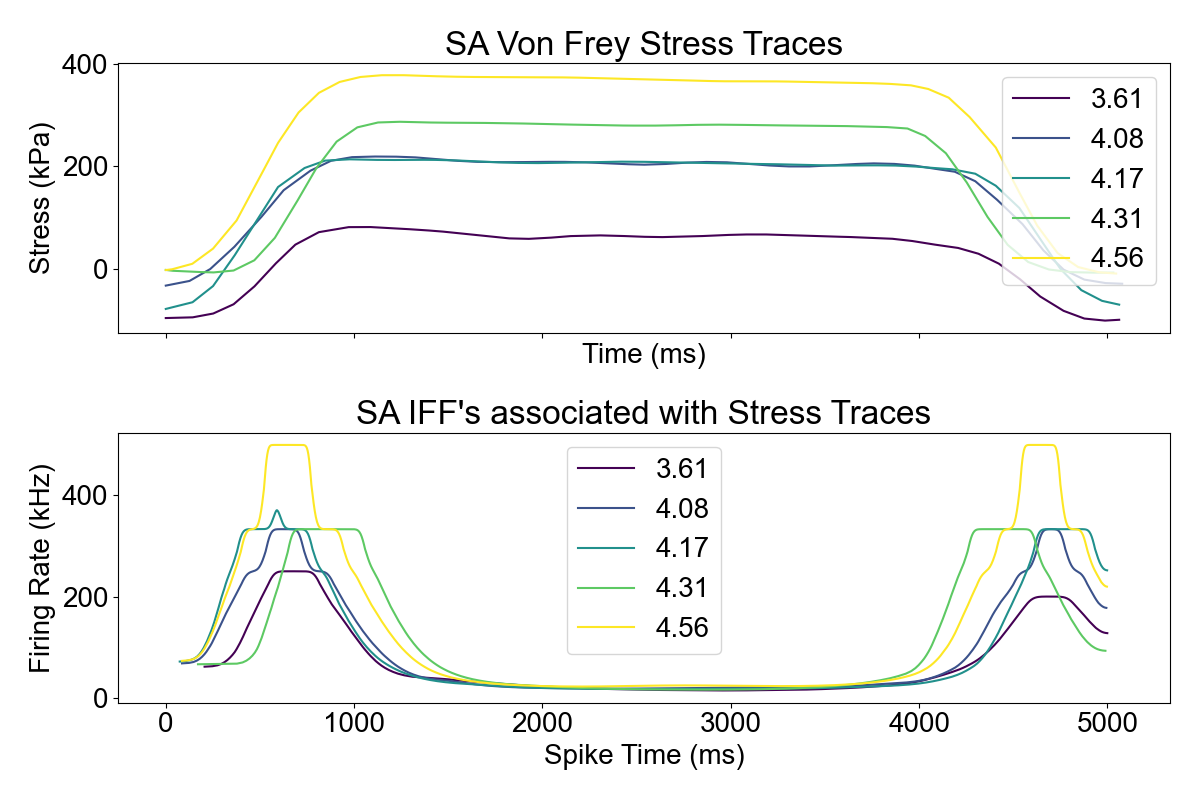 SA Von Frey Stress Traces
Stress (kPa)
400
200
0
3.61
4.08
4.17
4.31
4.56
Time (ms)
SA IFF's associated with Stress Traces
Firing Rate (kHz)
400
200
0
3.61
4.08
4.17
4.31
4.56
0 1000 2000 3000 4000 5000
Spike Time (ms)